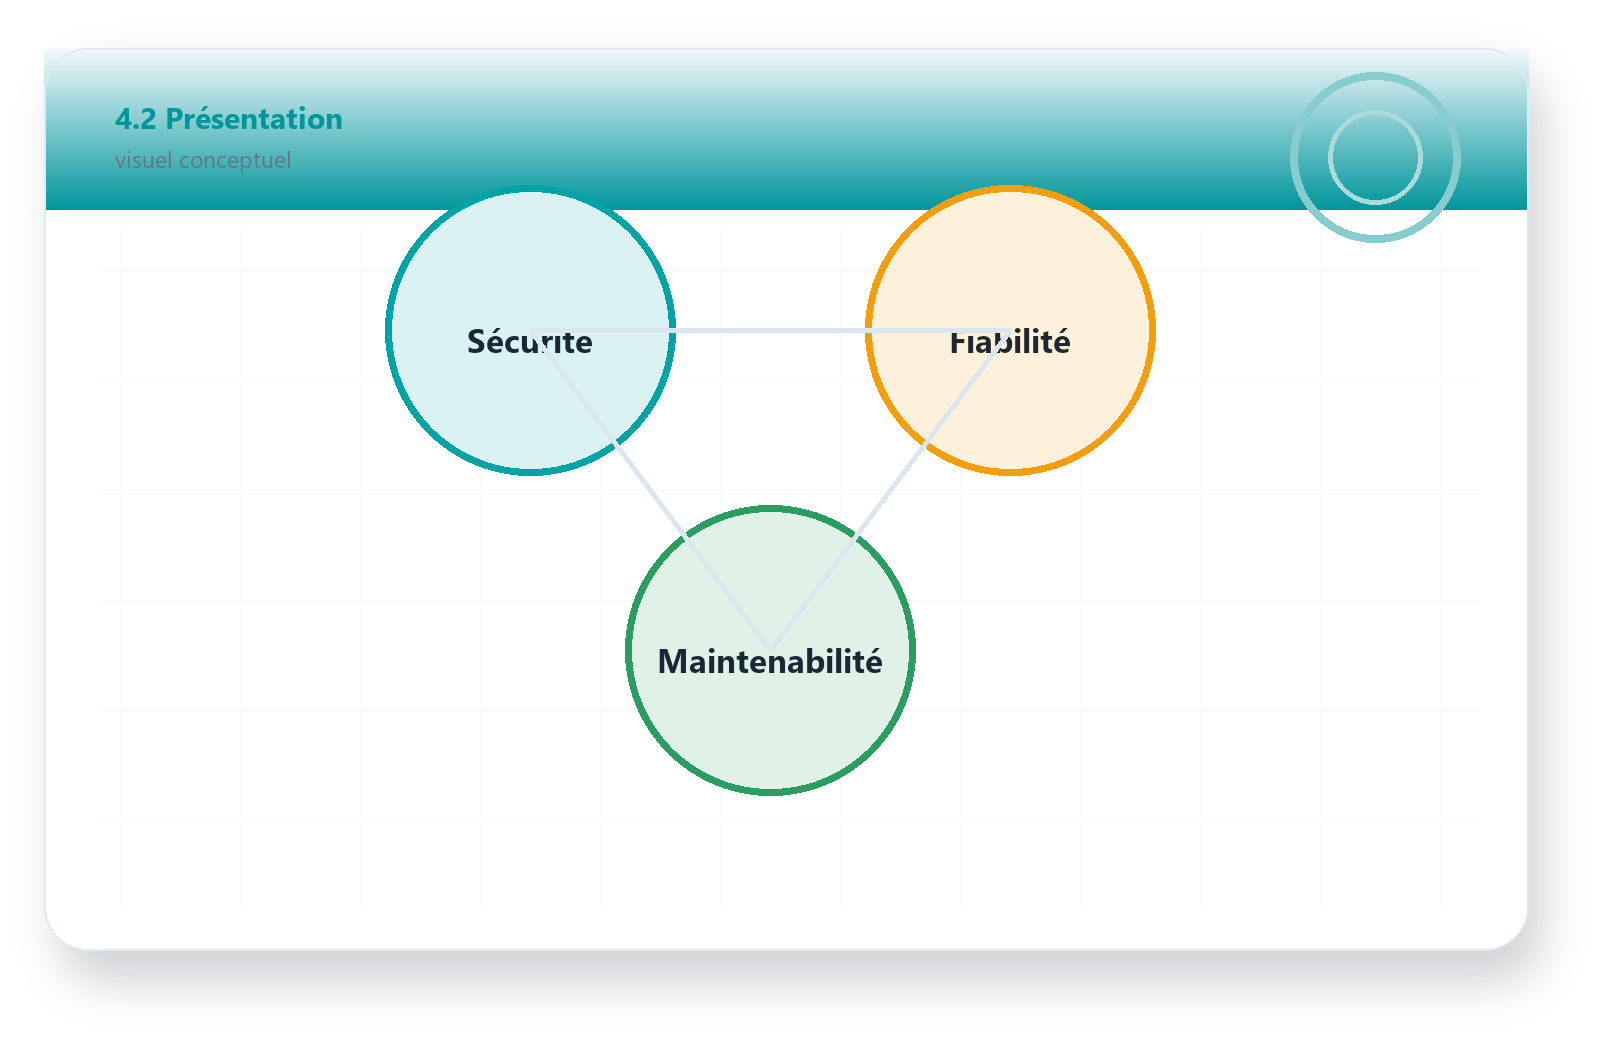 4.2 Présentation
visuel conceptuel
Sécurité
Fiabilité
Maintenabilité